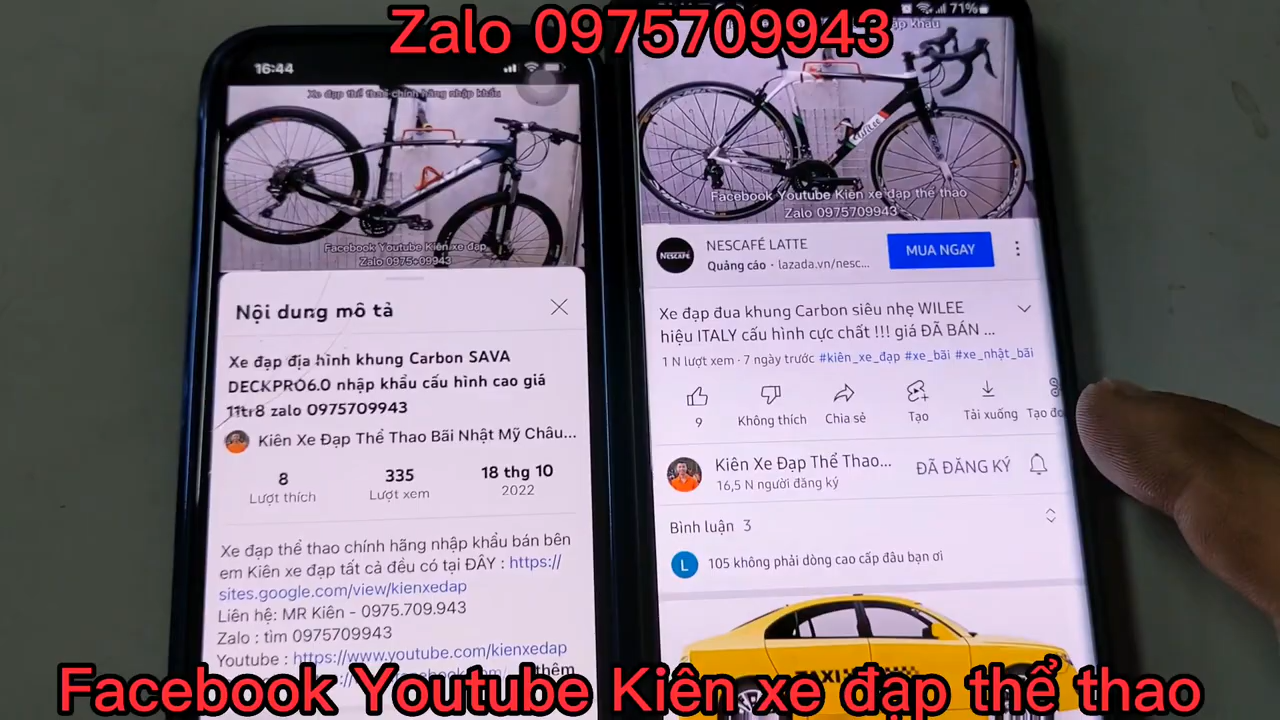 Zalo 0975709943
16:44
Xe đạp thể thao chính hãng nhập khẩu
Facebook Youtube Kiên xe đạp
Zalo 0975709943
Nội dung mô tả
Xe đạp địa hình khung Carbon SAVA
DECKPRO6.0 nhập khẩu cấu hình cao giá
11tr8 zalo 0975709943
Kiên Xe Đạp Thể Thao Bãi Nhật Mỹ Châu...
8
Lượt thích
335
Lượt xem
18 thg 10
2022
Xe đạp thể thao chính hãng nhập khẩu bán bên
em Kiên xe đạp tất cả đều có tại ĐÂY : https://
sites.google.com/view/kienxedap
Liên hệ: MR Kiên - 0975.709.943
Zalo : tìm 0975709943
Youtube : https://www.youtube.com/kienxedap
thêm
71%
nhập khẩu
Facebook Youtube Kiên xe đạp thể thao
Zalo 0975709943
NESCAFÉ
NESCAFÉ LATTE
Quảng cáo · lazada.vn/nesc...
MUA NGAY
Xe đạp đua khung Carbon siêu nhẹ WILEE
hiệu ITALY cấu hình cực chất !!! giá ĐÃ BÁN ...
1 N lượt xem · 7 ngày trước #kiên_xe_đạp #xe_bãi #xe_nhật_bãi
9
Không thích
Chia sẻ
Tạo
Tải xuống
Tạo đo
Kiên Xe Đạp Thể Thao...
16,5 N người đăng ký
ĐÃ ĐĂNG KÝ
Bình luận 3
L
105 không phải dòng cao cấp đâu bạn ơi
TAXI
Facebook Youtube Kiên xe đạp thể thao